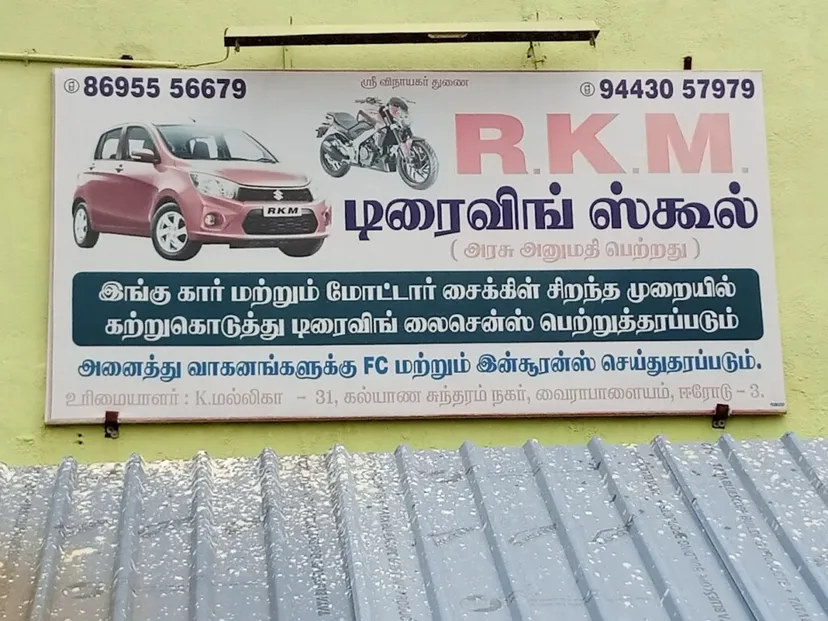 86955 56679
ஸ்ரீ விநாயகர் துணை
94430 57979
R.K.M.
RKM
டிரைவிங் ஸ்கூல்
( அரசு அனுமதி பெற்றது )
இங்கு கார் மற்றும் மோட்டார் சைக்கிள் சிறந்த முறையில்
கற்றுகொடுத்து டிரைவிங் லைசென்ஸ் பெற்றுத்தரப்படும்
அனைத்து வாகனங்களுக்கு FC மற்றும் இன்சூரன்ஸ் செய்துதரப்படும்.
உரிமையாளர் : K.மல்லிகா - 31, கல்யாண சுந்தரம் நகர், வைராபாளையம், ஈரோடு - 3.